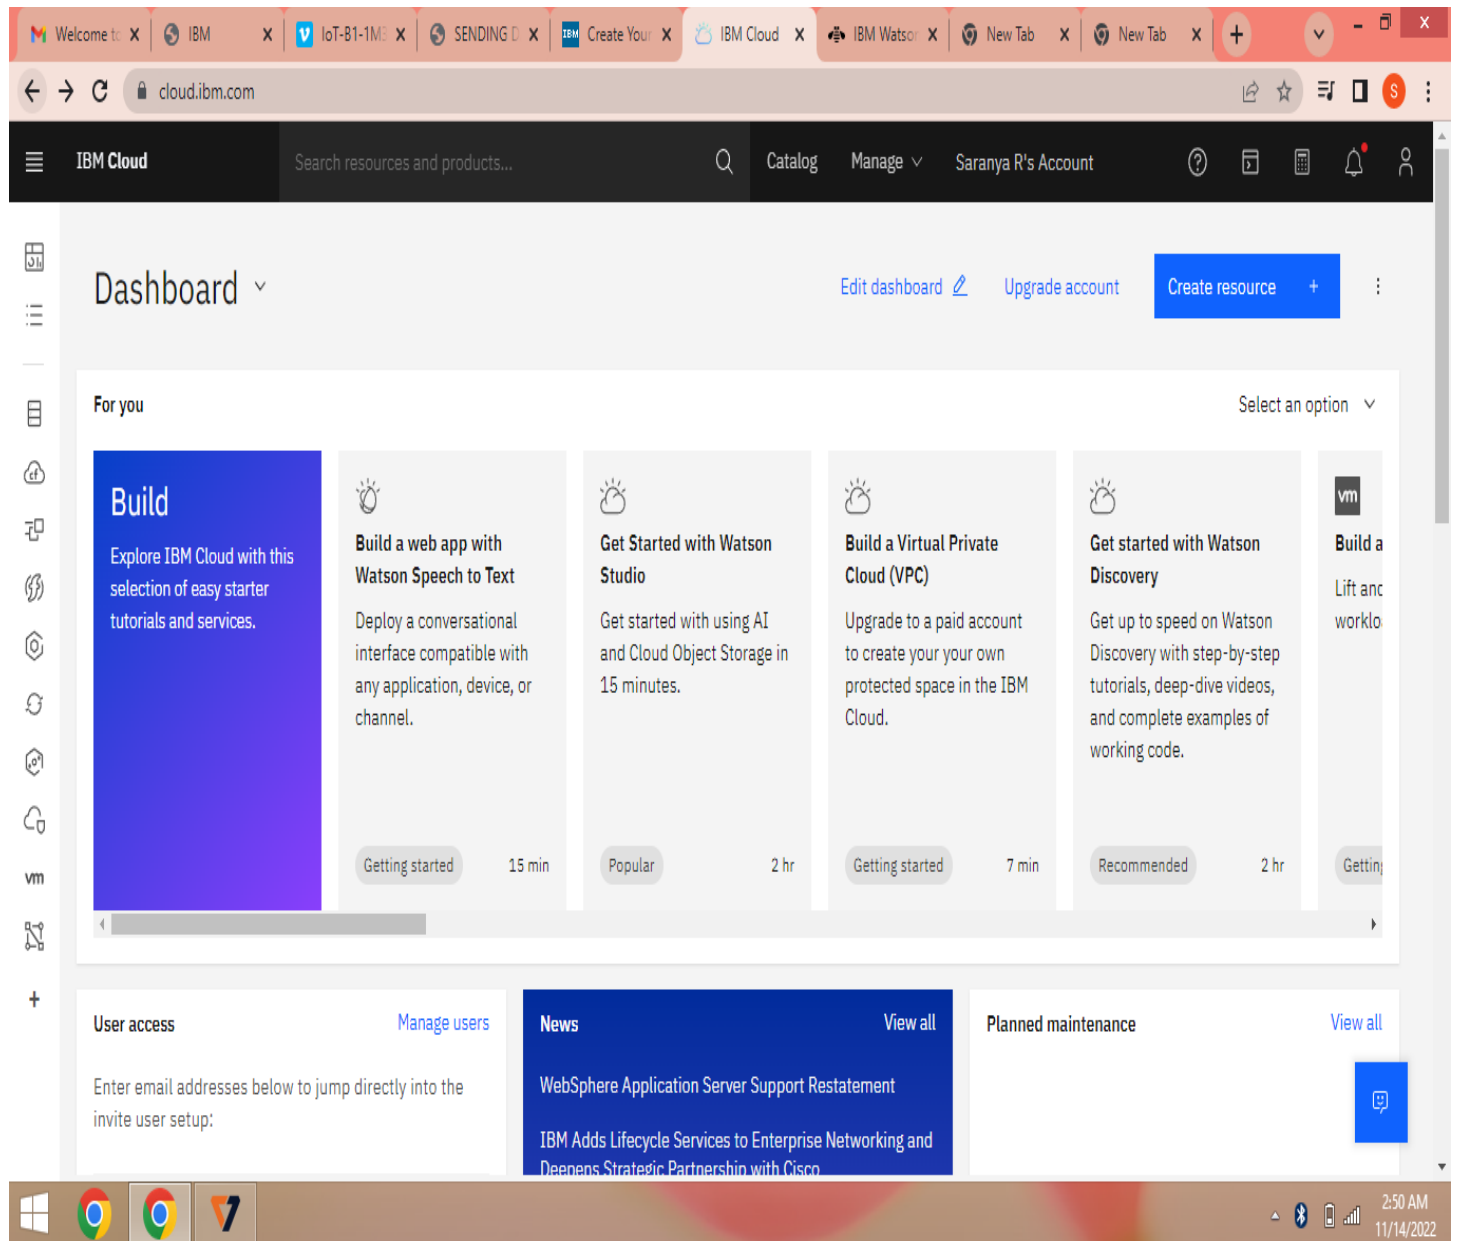 Welcome to
IBM
IoT-B1-1M3
SENDING D
Create Your
IBM Cloud
IBM Watson
New Tab
New Tab
cloud.ibm.com
S
IBM Cloud
Search resources and products...
Catalog
Manage
Saranya R's Account
Dashboard
Edit dashboard
Upgrade account
Create resource +
For you
Select an option
Build
Explore IBM Cloud with this
selection of easy starter
tutorials and services.
Build a web app with
Watson Speech to Text
Deploy a conversational
interface compatible with
any application, device, or
channel.
Getting started
15 min
Get Started with Watson
Studio
Get started with using AI
and Cloud Object Storage in
15 minutes.
Popular
2 hr
Build a Virtual Private
Cloud (VPC)
Upgrade to a paid account
to create your your own
protected space in the IBM
Cloud.
Getting started
7 min
Get started with Watson
Discovery
Get up to speed on Watson
Discovery with step-by-step
tutorials, deep-dive videos,
and complete examples of
working code.
Recommended
2 hr
vm
Build a
Lift and
worklo
Getting
cf
vm
User access
Manage users
Enter email addresses below to jump directly into the
invite user setup:
News
View all
WebSphere Application Server Support Restatement
IBM Adds Lifecycle Services to Enterprise Networking and
Deepens Strategic Partnership with Cisco
Planned maintenance
View all
2:50 AM
11/14/2022